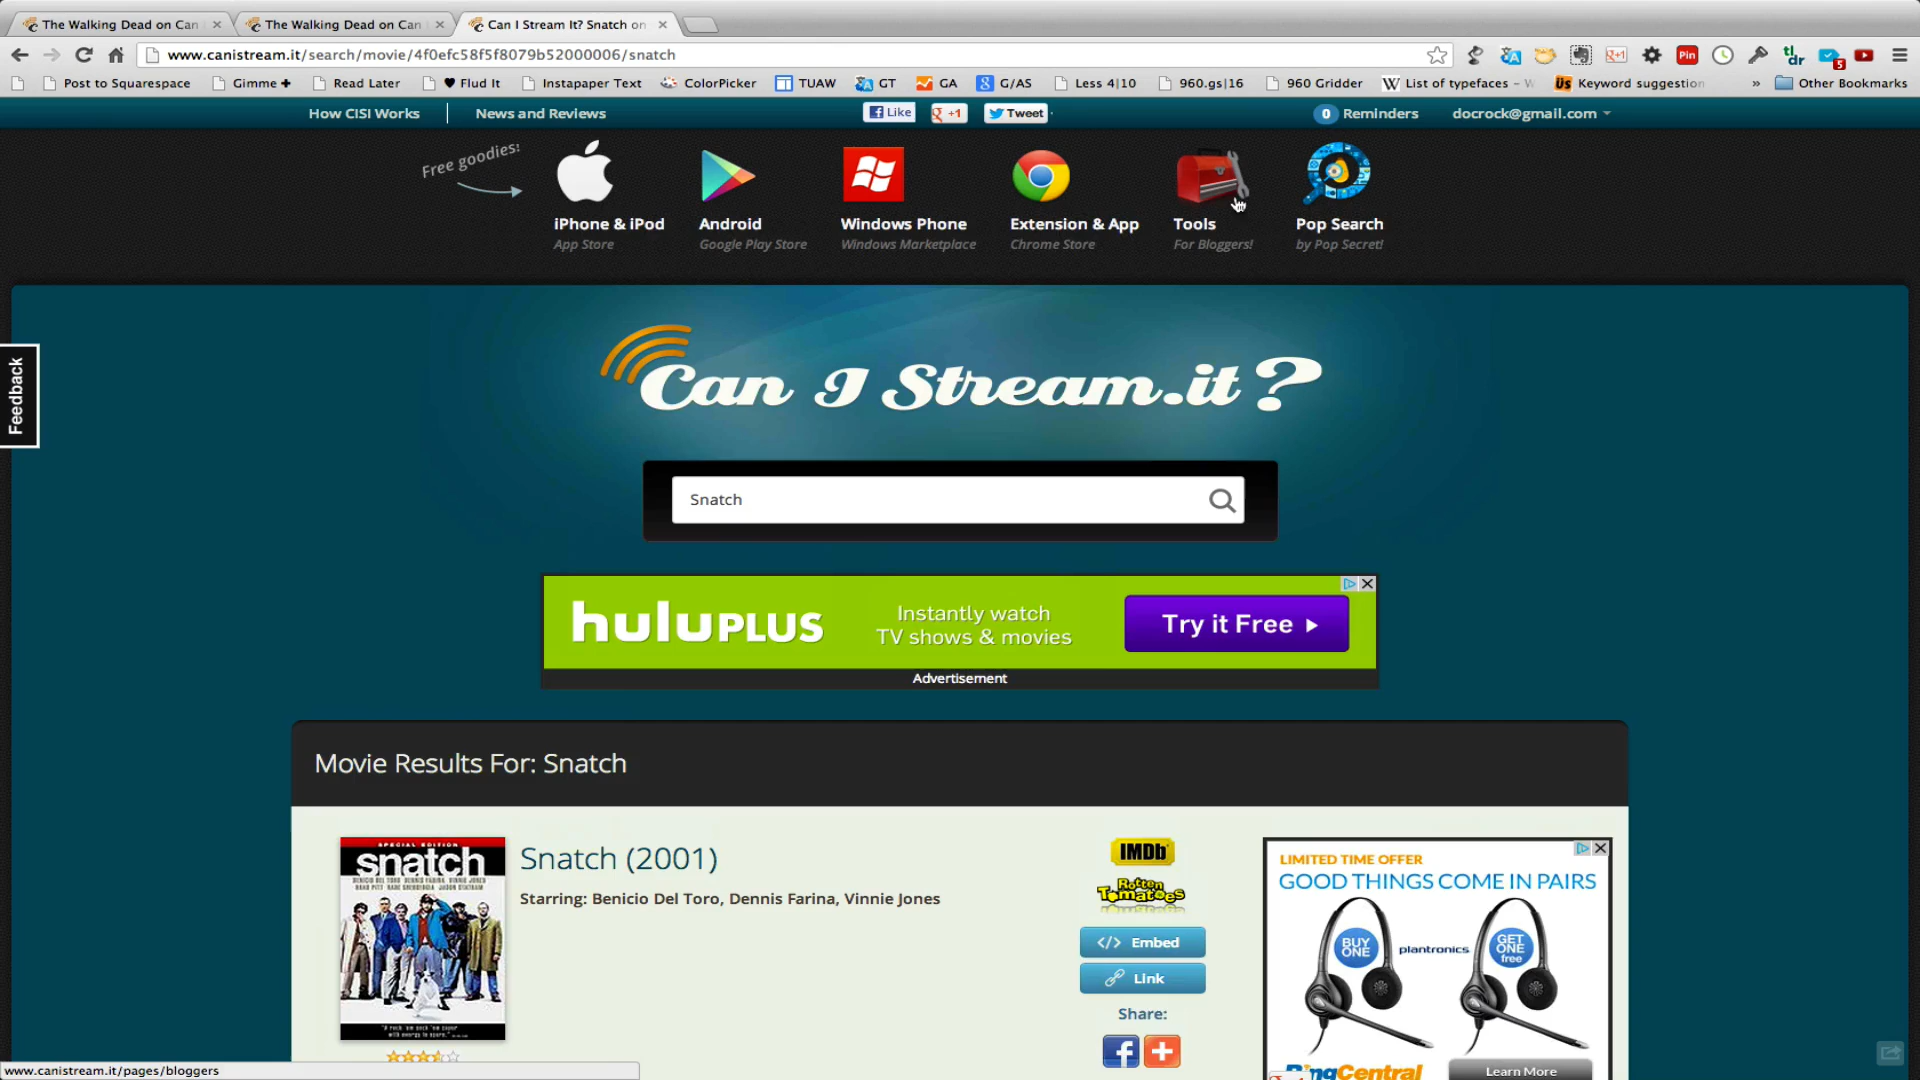 The Walking Dead on Can
The Walking Dead on Can
Can I Stream It? Snatch on
www.canistream.it/search/movie/4f0efc58f5f8079b52000006/snatch
Pin
tl;dr
5
Post to Squarespace
Gimme ✚
Read Later
♥ Flud It
Instapaper Text
ColorPicker
TUAW
GT
GA
G/AS
Less 4|10
960.gs|16
960 Gridder
List of typefaces – W
Keyword suggestion
»
Other Bookmarks
How CISI Works
News and Reviews
Like
+1
Tweet
0 Reminders
docrock@gmail.com
Free goodies!
iPhone & iPod
App Store
Android
Google Play Store
Windows Phone
Windows Marketplace
Extension & App
Chrome Store
Tools
For Bloggers!
Pop Search
by Pop Secret!
Feedback
Can I Stream.it?
Snatch
huluPLUS
Instantly watch
TV shows & movies
Try it Free
Advertisement
Movie Results For: Snatch
SPECIAL EDITION
snatch
Snatch (2001)
Starring: Benicio Del Toro, Dennis Farina, Vinnie Jones
IMDb
Rotten
Tomatoes
</> Embed
Link
Share:
LIMITED TIME OFFER
GOOD THINGS COME IN PAIRS
BUY
ONE
plantronics.
GET
ONE
free
RingCentral
Learn More
www.canistream.it/pages/bloggers